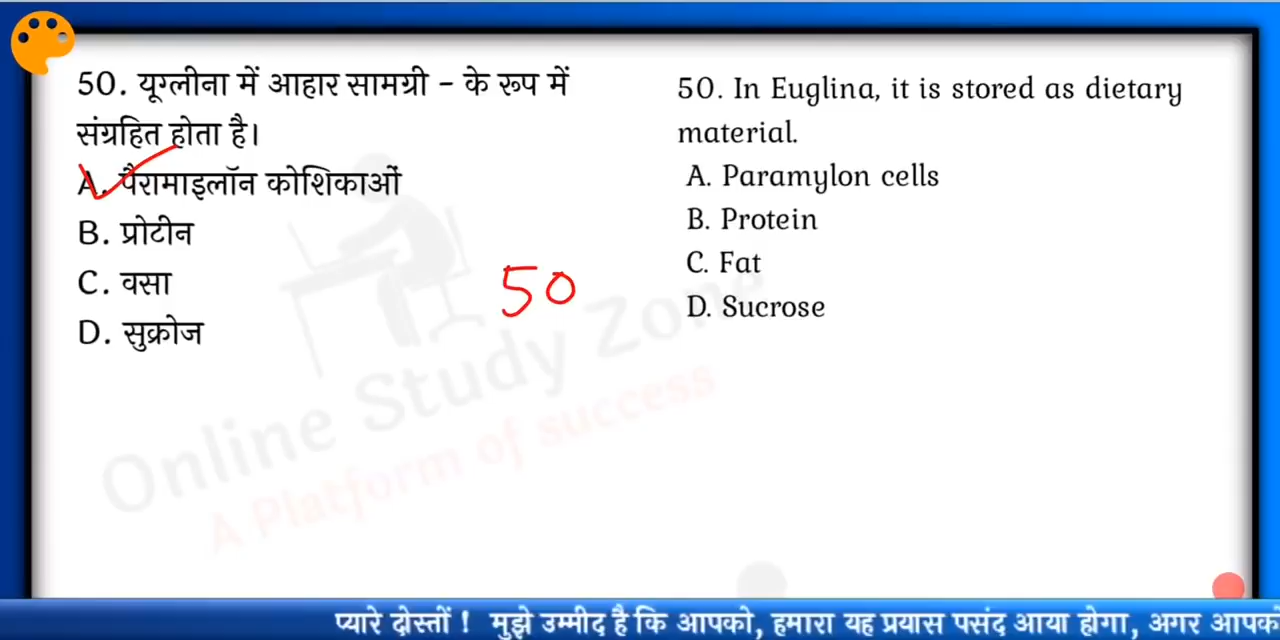 50. यूग्लीना में आहार सामग्री - के रूप में
संग्रहित होता है।
A. पैरामाइलॉन कोशिकाओं
B. प्रोटीन
C. वसा
D. सुक्रोज
50
50. In Euglina, it is stored as dietary
material.
A. Paramylon cells
B. Protein
C. Fat
D. Sucrose
Online Study Zone
A Platform of success
प्यारे दोस्तों ! मुझे उम्मीद है कि आपको, हमारा यह प्रयास पसंद आया होगा, अगर आपको